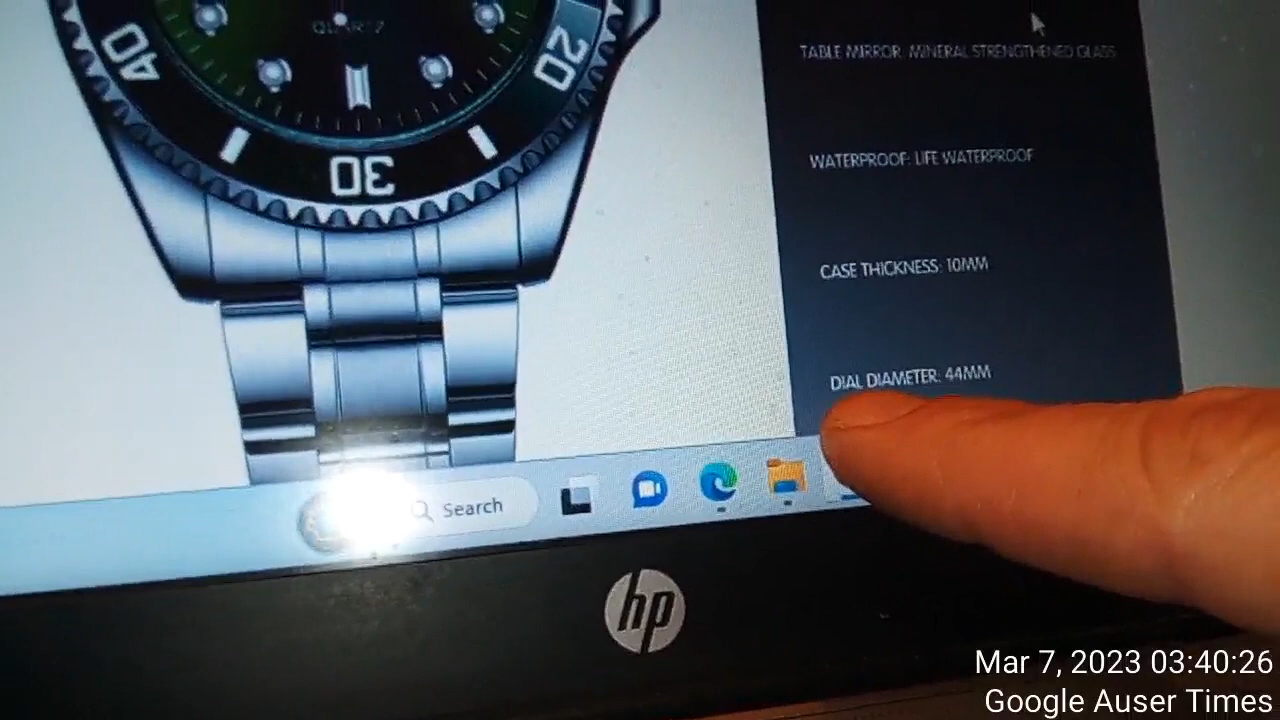 QUARTZ
40
20
30
TABLE MIRROR: MINERAL STRENGTHENED GLASS
WATERPROOF: LIFE WATERPROOF
CASE THICKNESS: 10MM
DIAL DIAMETER: 44MM
Search
hp
Mar 7, 2023 03:40:26
Google Auser Times